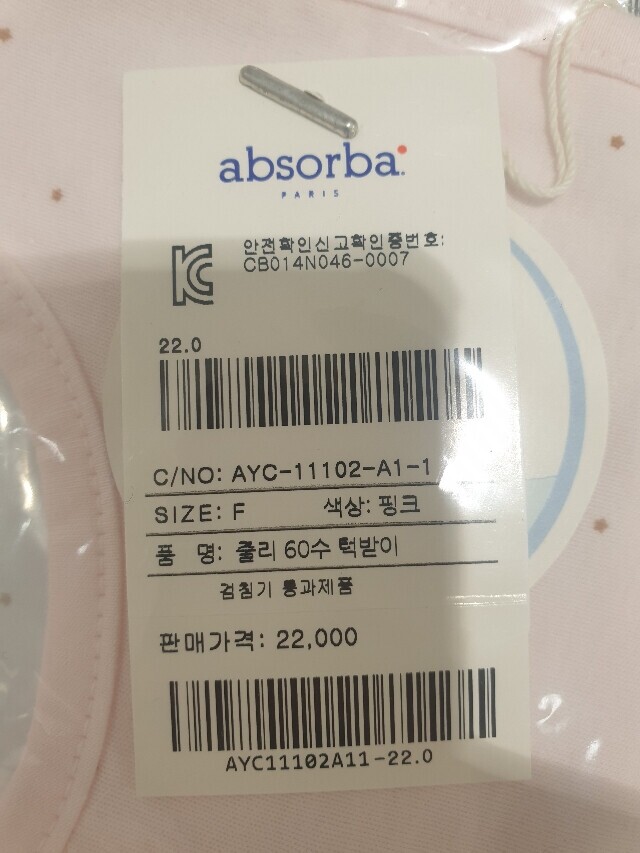 absorba
PARIS
안전확인신고확인증번호:
CB014N046-0007
22.0
C/NO: AYC-11102-A1-1
SIZE: F 색상: 핑크
품 명: 줄리 60수 턱받이
검침기 통과제품
판매가격: 22,000
AYC11102A11-22.0